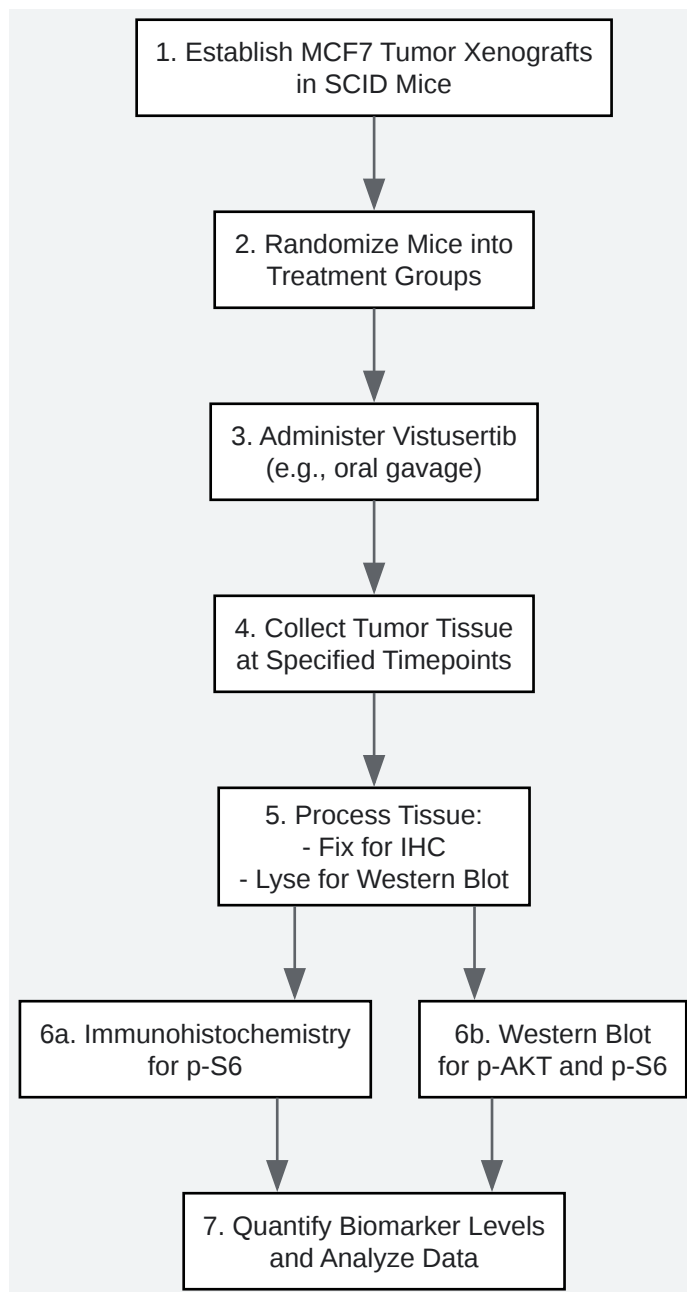 1. Establish MCF7 Tumor Xenografts
in SCID Mice
2. Randomize Mice into
Treatment Groups
3. Administer Vistusertib
(e.g., oral gavage)
4. Collect Tumor Tissue
at Specified Timepoints
5. Process Tissue:
- Fix for IHC
- Lyse for Western Blot
6a. Immunohistochemistry
for p-S6
6b. Western Blot
for p-AKT and p-S6
7. Quantify Biomarker Levels
and Analyze Data